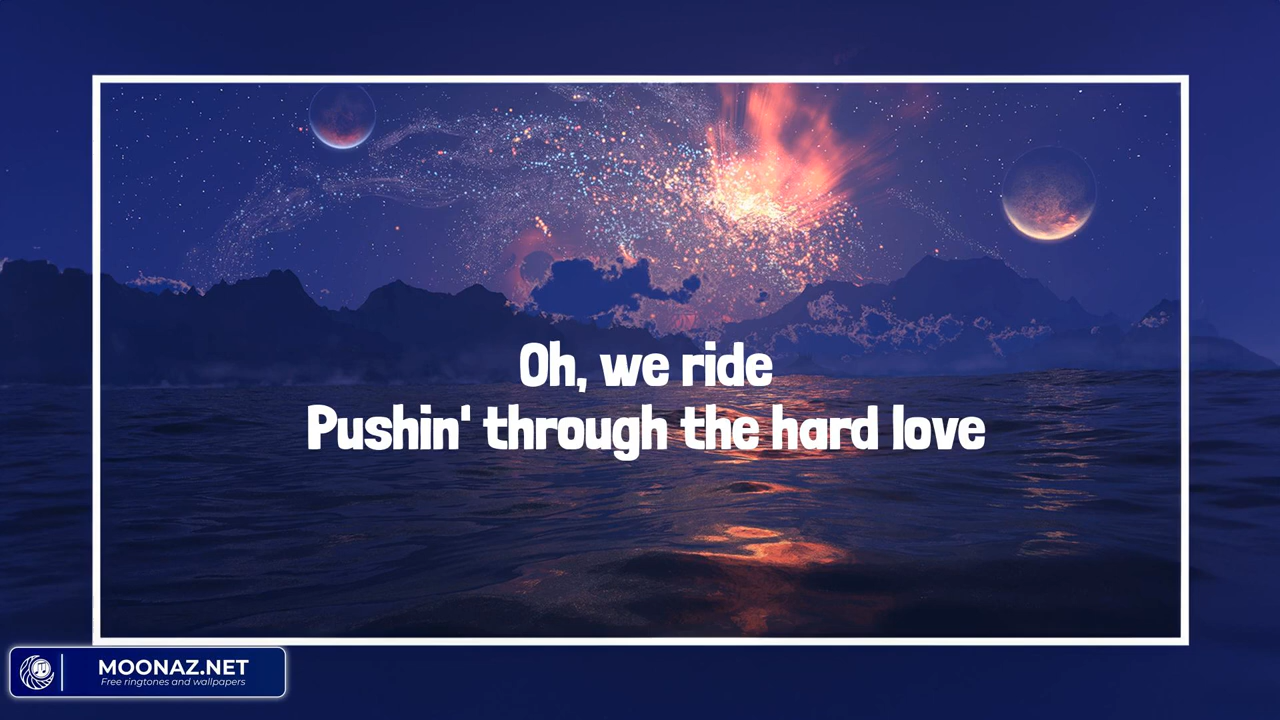 Oh, we ride
Pushin' through the hard love
MOONAZ.NET
Free ringtones and wallpapers